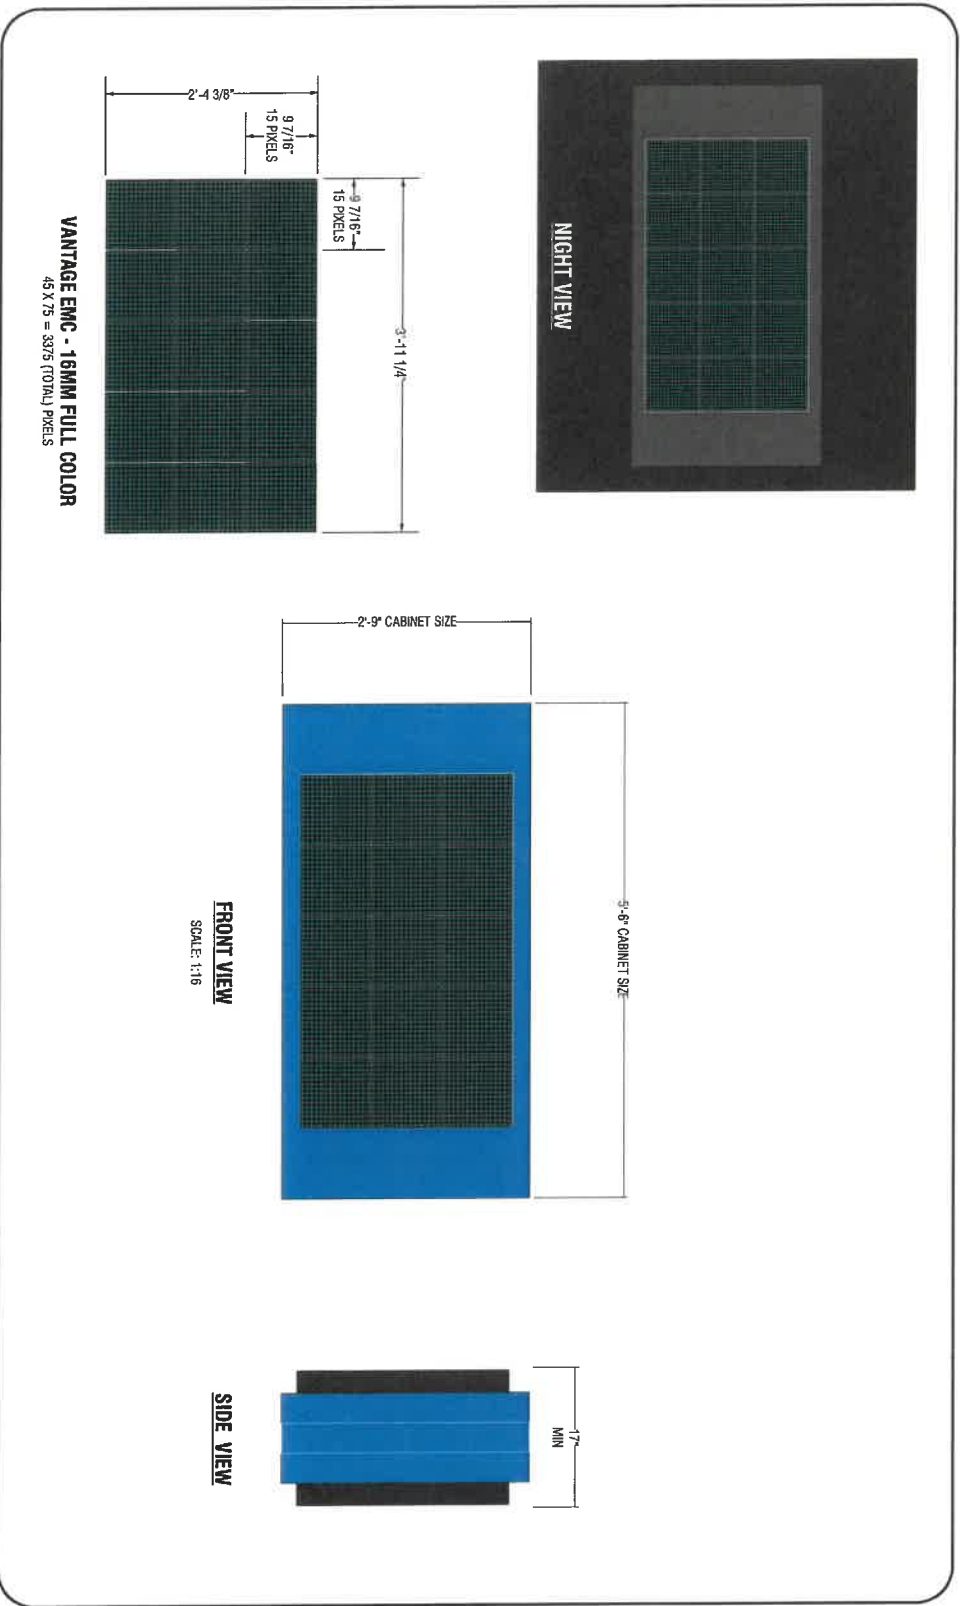 NIGHT VIEW
3'-11 1/4"
9 7/16"
15 PIXELS
2'-4 3/8"
9 7/16"
15 PIXELS
VANTAGE EMC - 16MM FULL COLOR
45 X 75 = 3375 (TOTAL) PIXELS
5'-6" CABINET SIZE
2'-9" CABINET SIZE
FRONT VIEW
SCALE: 1:16
17"
MIN
SIDE VIEW